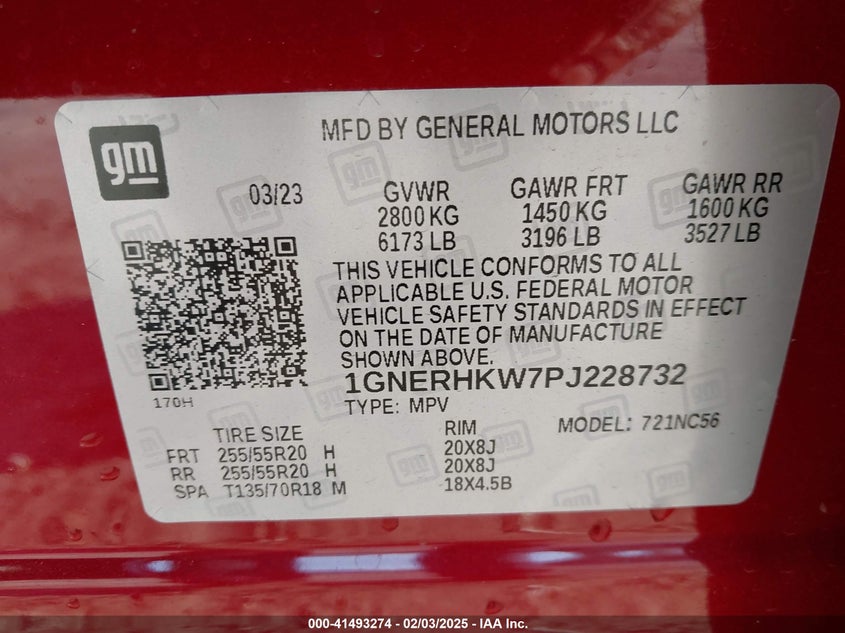 gm
MFD BY GENERAL MOTORS LLC
03/23
GVWR
2800 KG
6173 LB
GAWR FRT
1450 KG
3196 LB
GAWR RR
1600 KG
3527 LB
THIS VEHICLE CONFORMS TO ALL
APPLICABLE U.S. FEDERAL MOTOR
VEHICLE SAFETY STANDARDS IN EFFECT
ON THE DATE OF MANUFACTURE
SHOWN ABOVE.
1GNERHKW7PJ228732
170H
TYPE: MPV
MODEL: 721NC56
TIRE SIZE RIM
FRT 255/55R20 H 20X8J
RR 255/55R20 H 20X8J
SPA T135/70R18 M 18X4.5B
000-41493274 - 02/03/2025 - IAA Inc.